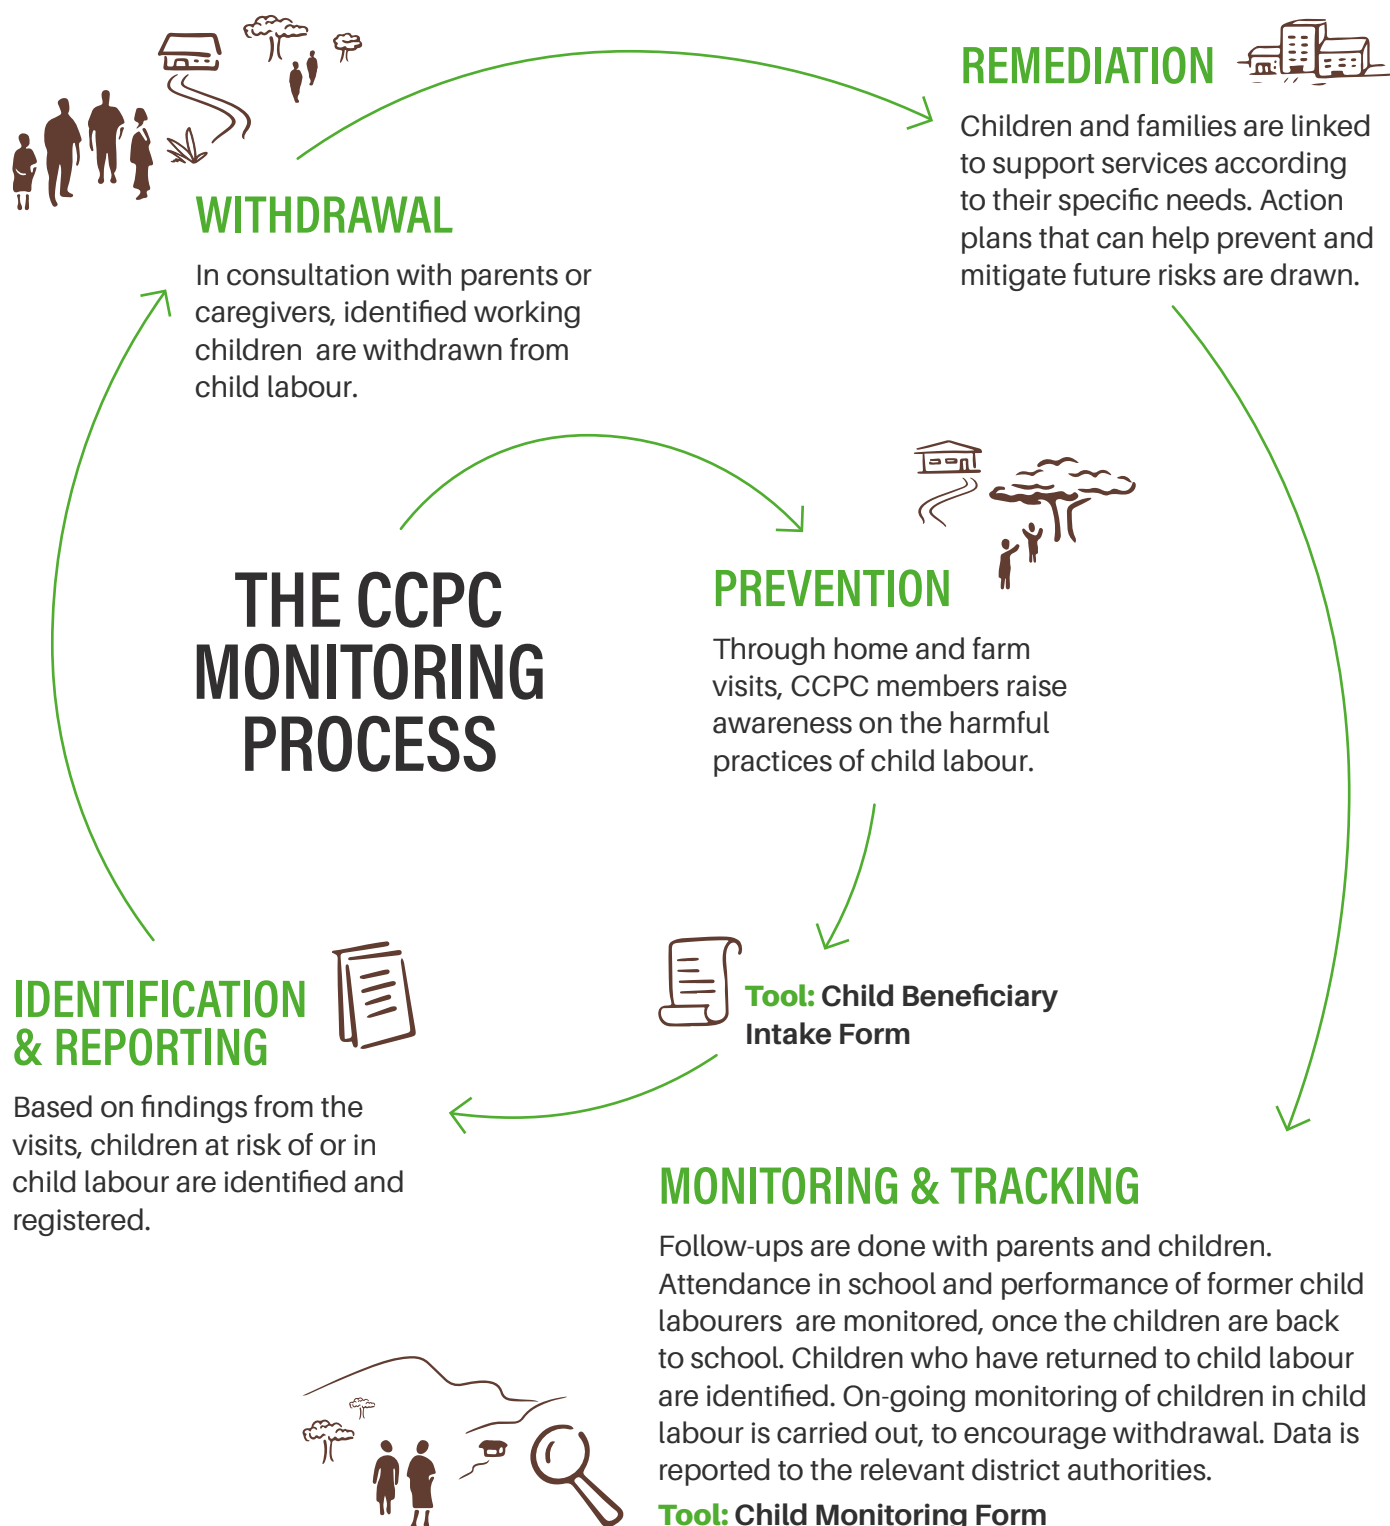 THE CCPC
MONITORING
PROCESS
PREVENTION
Through home and farm
visits, CCPC members raise
awareness on the harmful
practices of child labour.
Tool: Child Beneficiary
Intake Form
IDENTIFICATION
& REPORTING
Based on findings from the
visits, children at risk of or in
child labour are identified and
registered.
WITHDRAWAL
In consultation with parents or
caregivers, identified working
children  are withdrawn from
child labour.
REMEDIATION
Children and families are linked
to support services according
to their specific needs. Action
plans that can help prevent and
mitigate future risks are drawn.
MONITORING & TRACKING
Follow-ups are done with parents and children.
Attendance in school and performance of former child
labourers  are monitored, once the children are back
to school. Children who have returned to child labour
are identified. On-going monitoring of children in child
labour is carried out, to encourage withdrawal. Data is
reported to the relevant district authorities.
Tool: Child Monitoring Form